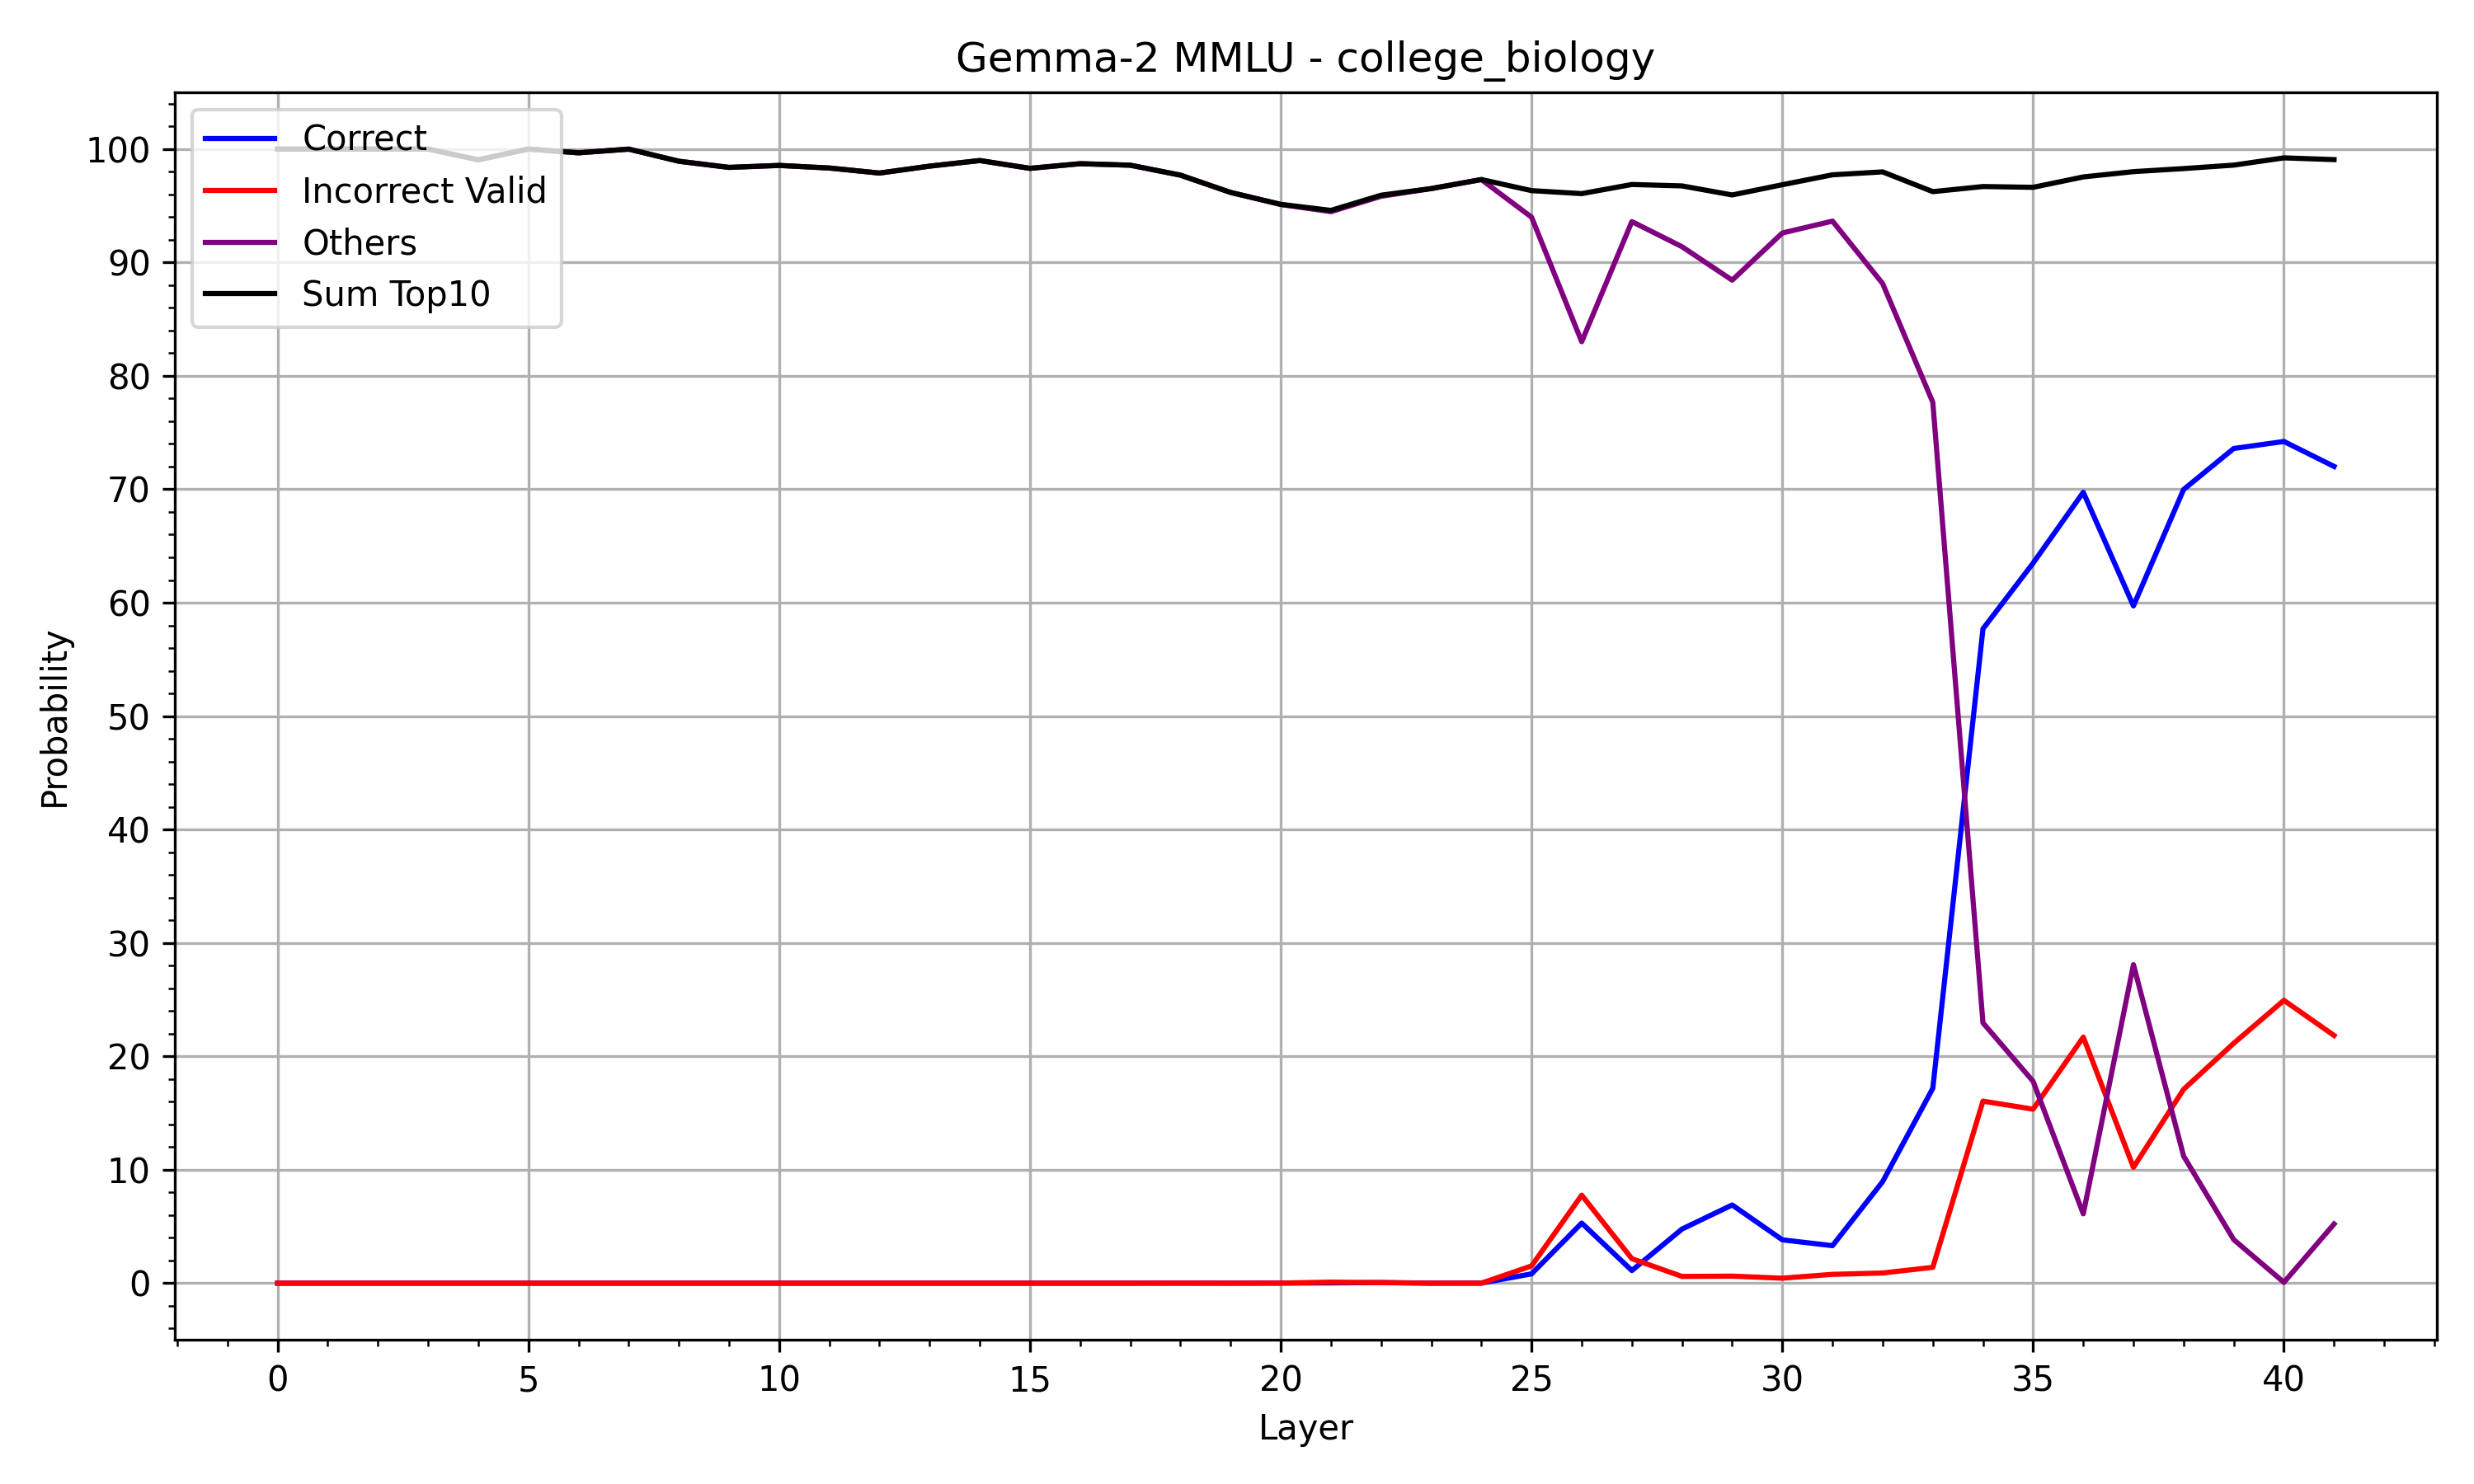 Gemma-2 MMLU - college_biology
Correct
Incorrect Valid
Others
Sum Top10
100
90
80
70
60
50
40
30
20
10
0
Probability
0 5 10 15 20 25 30 35 40
Layer